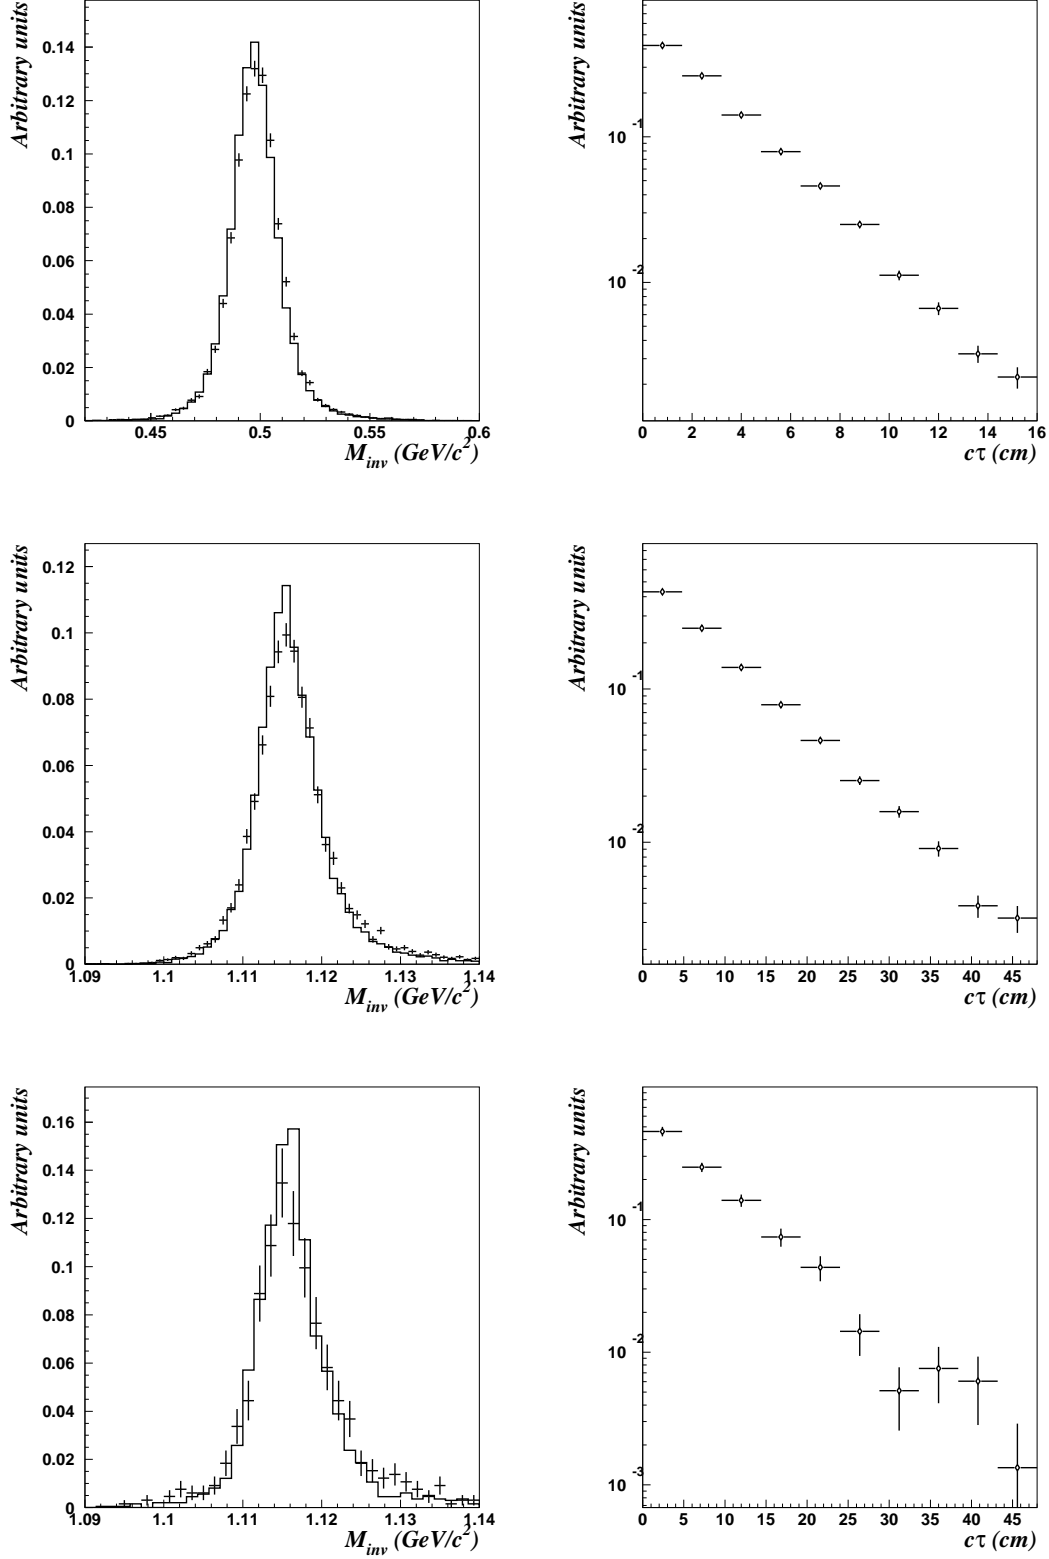 Arbitrary units
0.14
0.12
0.1
0.08
0.06
0.04
0.02
0
0.45 0.5 0.55 0.6
M_inv (GeV/c^2)
Arbitrary units
10^-1
10^-2
0 2 4 6 8 10 12 14 16
cτ (cm)
Arbitrary units
0.12
0.1
0.08
0.06
0.04
0.02
0
1.09 1.1 1.11 1.12 1.13 1.14
M_inv (GeV/c^2)
Arbitrary units
10^-1
10^-2
0 5 10 15 20 25 30 35 40 45
cτ (cm)
Arbitrary units
0.16
0.14
0.12
0.1
0.08
0.06
0.04
0.02
0
1.09 1.1 1.11 1.12 1.13 1.14
M_inv (GeV/c^2)
Arbitrary units
10^-1
10^-2
10^-3
0 5 10 15 20 25 30 35 40 45
cτ (cm)